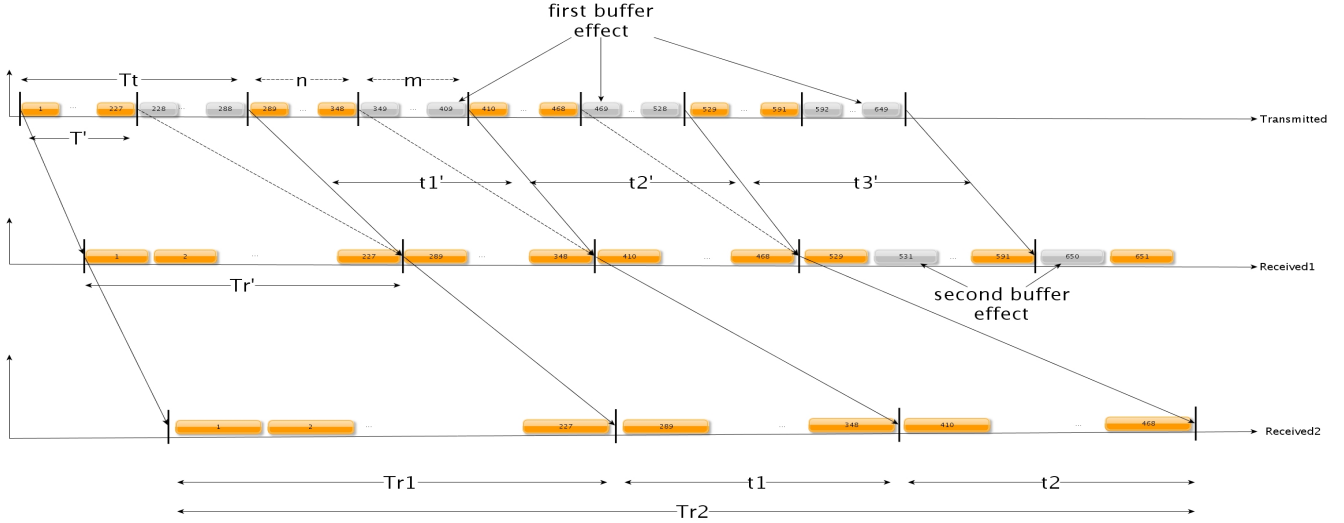 first buffer
effect
Tt
n
m
1 ... 227 228 ... 288 289 ... 348 349 ... 409 410 ... 468 469 ... 528 529 ... 591 592 ... 649
Transmitted
T'
t1'
t2'
t3'
1 2 ... 227 289 ... 348 410 ... 468 529 531 ... 591 650 651
Received1
Tr'
second buffer
effect
1 2 ... 227 289 ... 348 410 ... 468
Received2
Tr1
t1
t2
Tr2